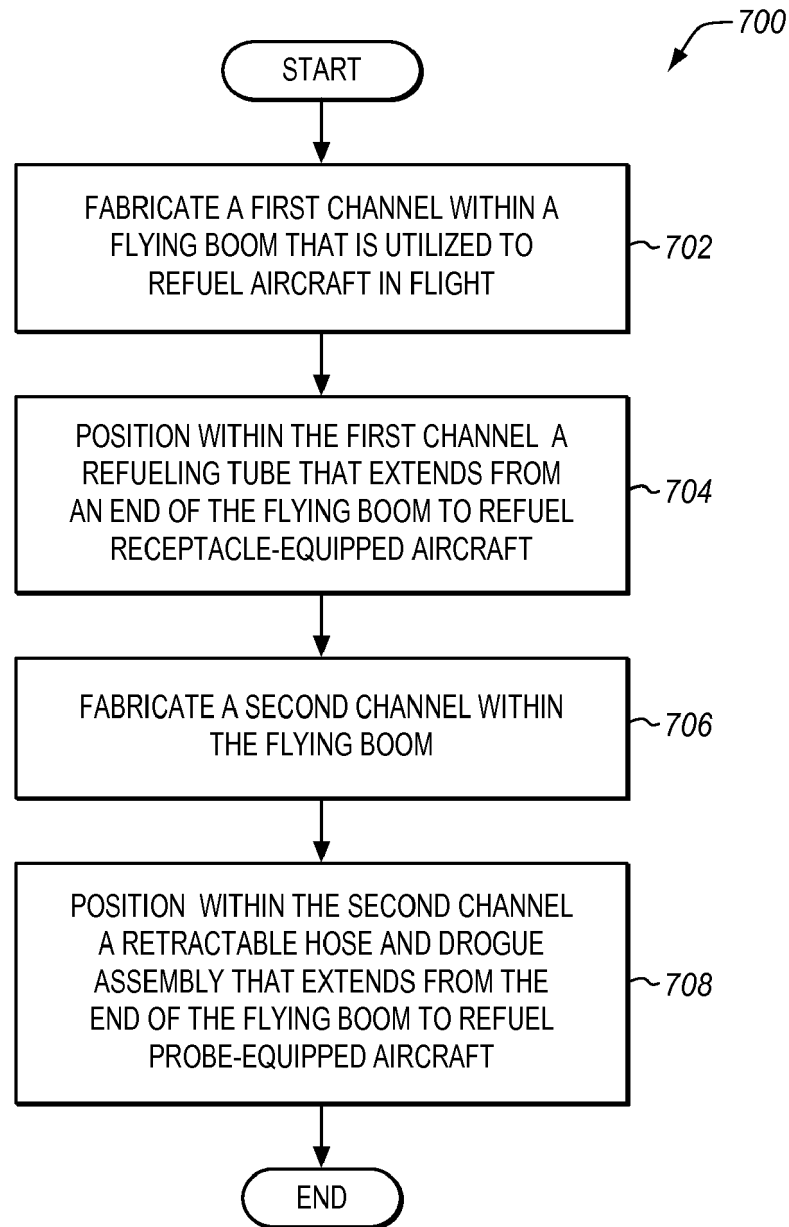 700
START
FABRICATE A FIRST CHANNEL WITHIN A
FLYING BOOM THAT IS UTILIZED TO
REFUEL AIRCRAFT IN FLIGHT
702
POSITION WITHIN THE FIRST CHANNEL A
REFUELING TUBE THAT EXTENDS FROM
AN END OF THE FLYING BOOM TO REFUEL
RECEPTACLE-EQUIPPED AIRCRAFT
704
FABRICATE A SECOND CHANNEL WITHIN
THE FLYING BOOM
706
POSITION WITHIN THE SECOND CHANNEL
A RETRACTABLE HOSE AND DROGUE
ASSEMBLY THAT EXTENDS FROM THE
END OF THE FLYING BOOM TO REFUEL
PROBE-EQUIPPED AIRCRAFT
708
END